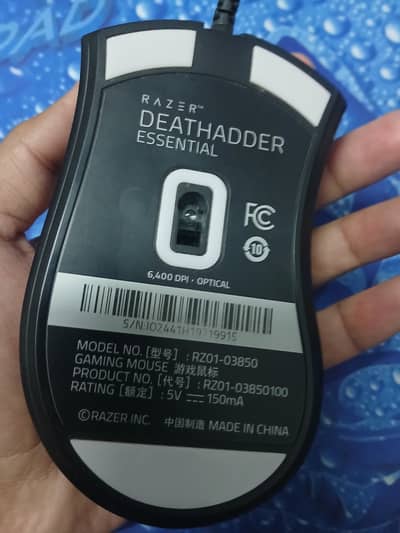 RAZER™
DEATHADDER
ESSENTIAL
FC
10
6,400 DPI · OPTICAL
S/N:IO2441H19719915
MODEL NO. [型号] : RZ01-03850
GAMING MOUSE 游戏鼠标
PRODUCT NO. [代号] : RZ01-03850100
RATING [额定] : 5V ⎓ 150mA
©RAZER INC. 中国制造 MADE IN CHINA